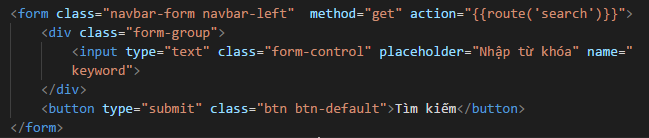 <form class="navbar-form navbar-left"  method="get" action="{{route('search')}}">
    <div class="form-group">
        <input type="text" class="form-control" placeholder="Nhập từ khóa" name="
        keyword">
    </div>
    <button type="submit" class="btn btn-default">Tìm kiếm</button>
</form>